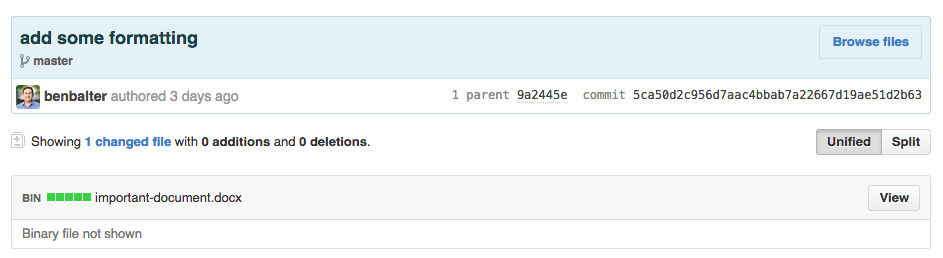 add some formatting
Browse files
master
benbalter authored 3 days ago
1 parent 9a2445e commit 5ca50d2c956d7aac4bbab7a22667d19ae51d2b63
Showing 1 changed file with 0 additions and 0 deletions.
Unified Split
BIN important-document.docx
View
Binary file not shown